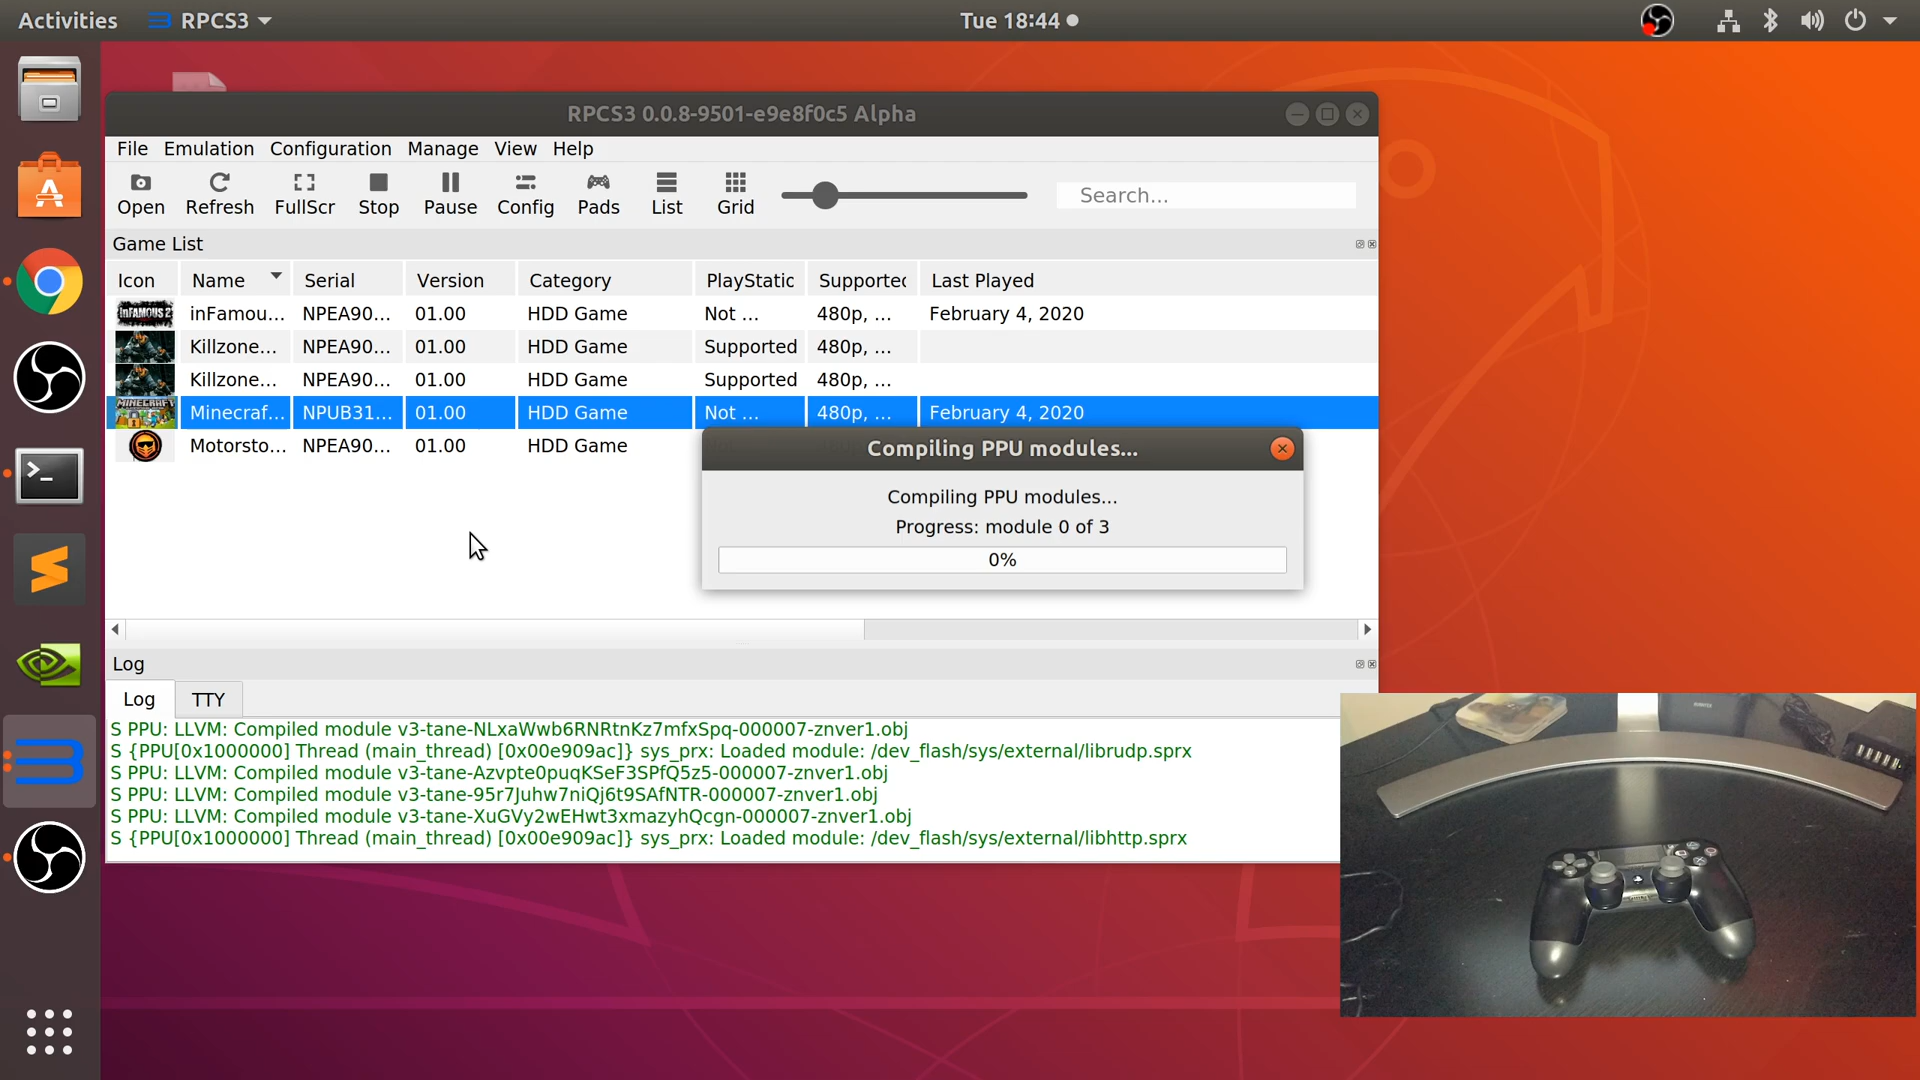 Activities RPCS3 Tue 18:44
RPCS3 0.0.8-9501-e9e8f0c5 Alpha
File Emulation Configuration Manage View Help
Open Refresh FullScr Stop Pause Config Pads List Grid Search...
Game List
Icon Name Serial Version Category PlayStatic Supportec Last Played
inFAMOUS 2 inFamou... NPEA90... 01.00 HDD Game Not ... 480p, ... February 4, 2020
Killzone... NPEA90... 01.00 HDD Game Supported 480p, ...
Killzone... NPEA90... 01.00 HDD Game Supported 480p, ...
MINECRAFT Minecraf... NPUB31... 01.00 HDD Game Not ... 480p, ... February 4, 2020
Motorsto... NPEA90... 01.00 HDD Game
Compiling PPU modules...
Compiling PPU modules...
Progress: module 0 of 3
0%
Log
Log TTY
S PPU: LLVM: Compiled module v3-tane-NLxaWwb6RNRtnKz7mfxSpq-000007-znver1.obj
S {PPU[0x1000000] Thread (main_thread) [0x00e909ac]} sys_prx: Loaded module: /dev_flash/sys/external/librudp.sprx
S PPU: LLVM: Compiled module v3-tane-Azvpte0puqKSeF3SPfQ5z5-000007-znver1.obj
S PPU: LLVM: Compiled module v3-tane-95r7Juhw7niQj6t9SAfNTR-000007-znver1.obj
S PPU: LLVM: Compiled module v3-tane-XuGVy2wEHwt3xmazyhQcgn-000007-znver1.obj
S {PPU[0x1000000] Thread (main_thread) [0x00e909ac]} sys_prx: Loaded module: /dev_flash/sys/external/libhttp.sprx